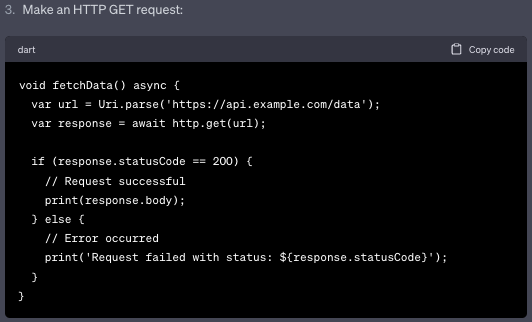 3. Make an HTTP GET request:
dart
Copy code
void fetchData() async {
  var url = Uri.parse('https://api.example.com/data');
  var response = await http.get(url);

  if (response.statusCode == 200) {
    // Request successful
    print(response.body);
  } else {
    // Error occurred
    print('Request failed with status: ${response.statusCode}');
  }
}